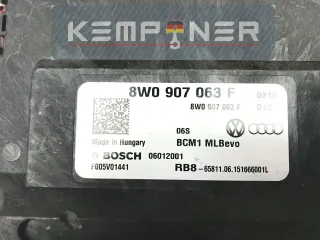 KEMPÖNER
8W0 907 063 F
8W0 907 063 F
06S
Made in Hungary
BCM1 MLBevo
BOSCH 06012001
F005V01441
RB8-65811.06.151666001L